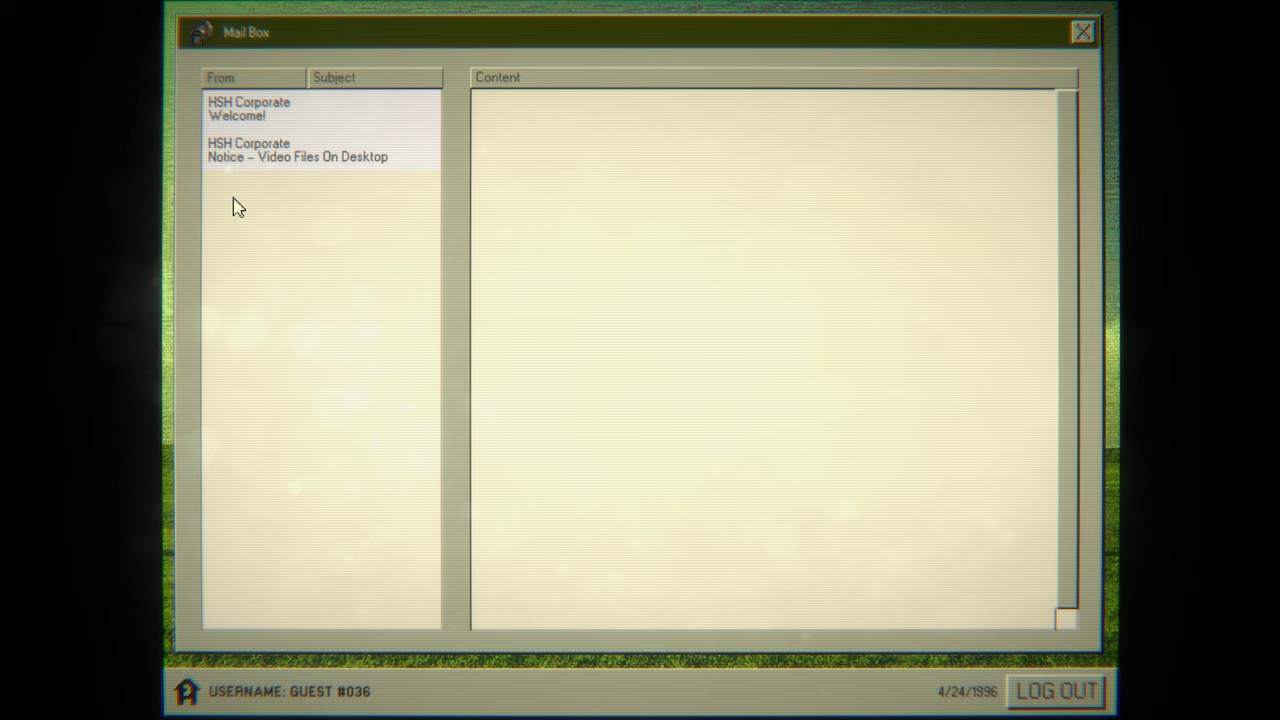 Mail Box
From
Subject
Content
HSH Corporate
Welcome!
HSH Corporate
Notice – Video Files On Desktop
USERNAME: GUEST #036
4/24/1996
LOG OUT